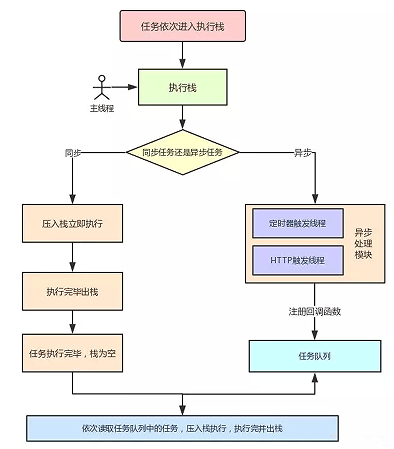 任务依次进入执行栈
执行栈
主线程
同步任务还是异步任务
同步
异步
压入栈立即执行
定时器触发线程
HTTP触发线程
异步
处理
模块
执行完毕出栈
注册回调函数
任务执行完毕，栈为空
任务队列
依次读取任务队列中的任务，压入栈执行，执行完并出栈